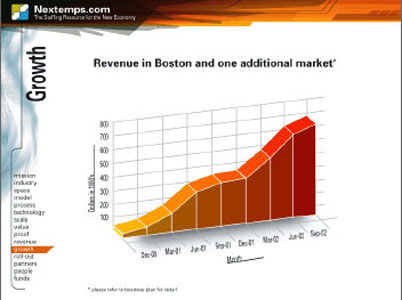 Nextemps.com
The Staffing Resource for the New Economy
Growth
Revenue in Boston and one additional market*
800
700
600
500
400
300
200
100
Dollars in 1000's
Dec-00
Mar-01
Jun-01
Sep-01
Dec-01
Mar-02
Jun-02
Sep-02
Month
mission
industry
space
model
process
technology
scale
value
proof
revenue
growth
roll-out
partners
people
funds
* please refer to business plan for detail